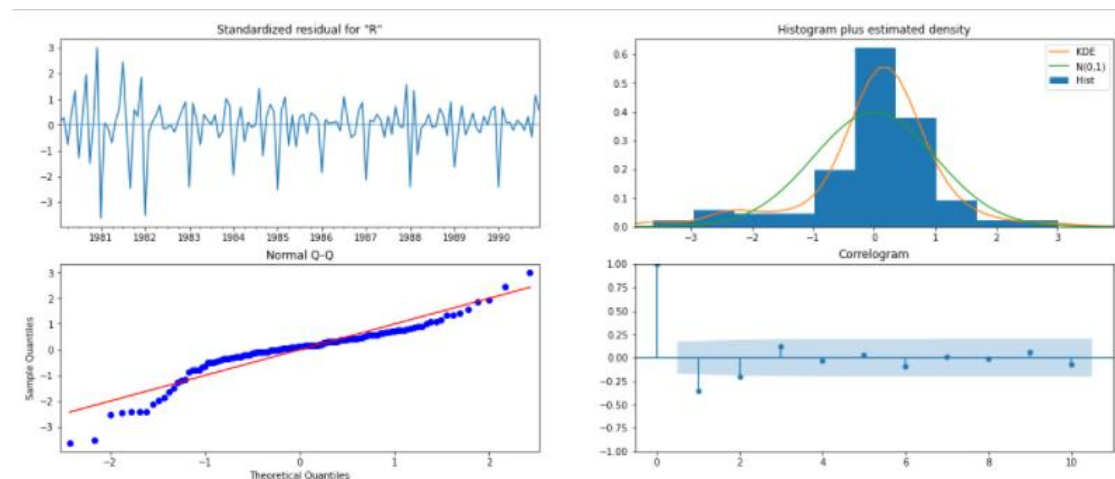 Standardized residual for "R"
3
2
1
0
−1
−2
−3
1981 1982 1983 1984 1985 1986 1987 1988 1989 1990
Histogram plus estimated density
0.6
0.5
0.4
0.3
0.2
0.1
0.0
−3 −2 −1 0 1 2 3
KDE
N(0,1)
Hist
Normal Q-Q
Sample Quantiles
3
2
1
0
−1
−2
−3
−2 −1 0 1 2
Theoretical Quantiles
Correlogram
1.00
0.75
0.50
0.25
0.00
−0.25
−0.50
−0.75
−1.00
0 2 4 6 8 10